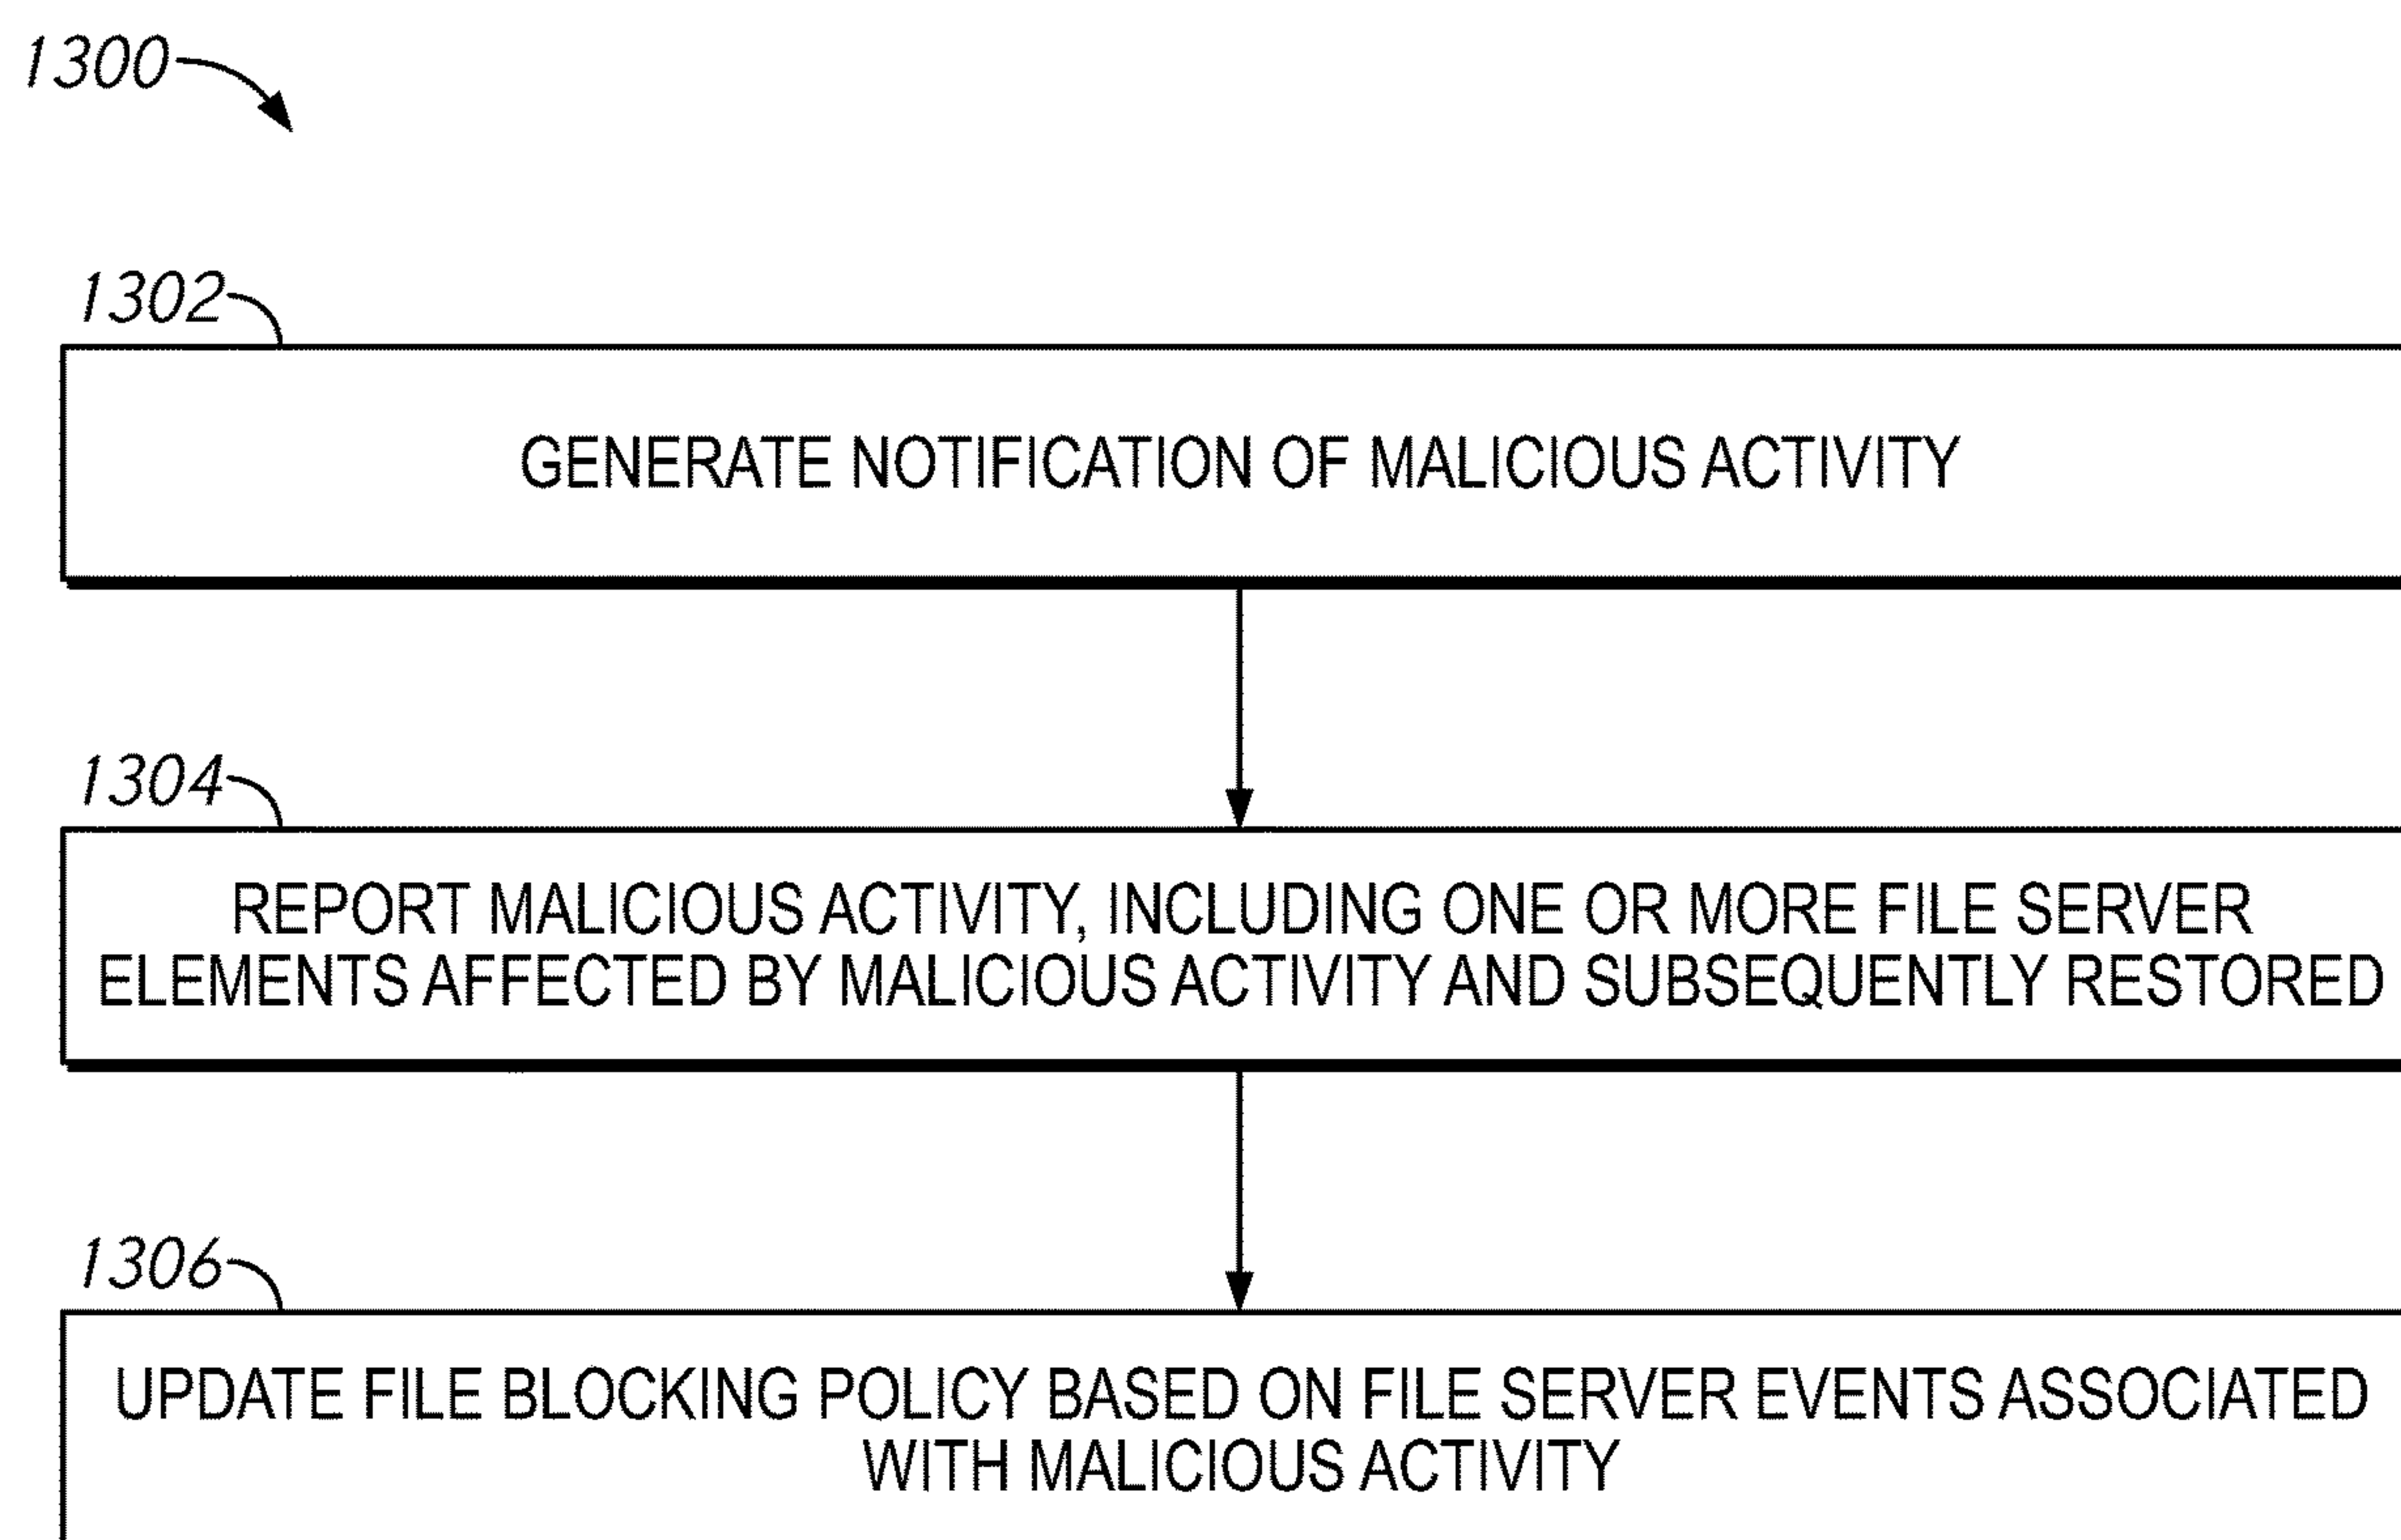 1300
1302
GENERATE NOTIFICATION OF MALICIOUS ACTIVITY
1304
REPORT MALICIOUS ACTIVITY, INCLUDING ONE OR MORE FILE SERVER
ELEMENTS AFFECTED BY MALICIOUS ACTIVITY AND SUBSEQUENTLY RESTORED
1306
UPDATE FILE BLOCKING POLICY BASED ON FILE SERVER EVENTS ASSOCIATED
WITH MALICIOUS ACTIVITY